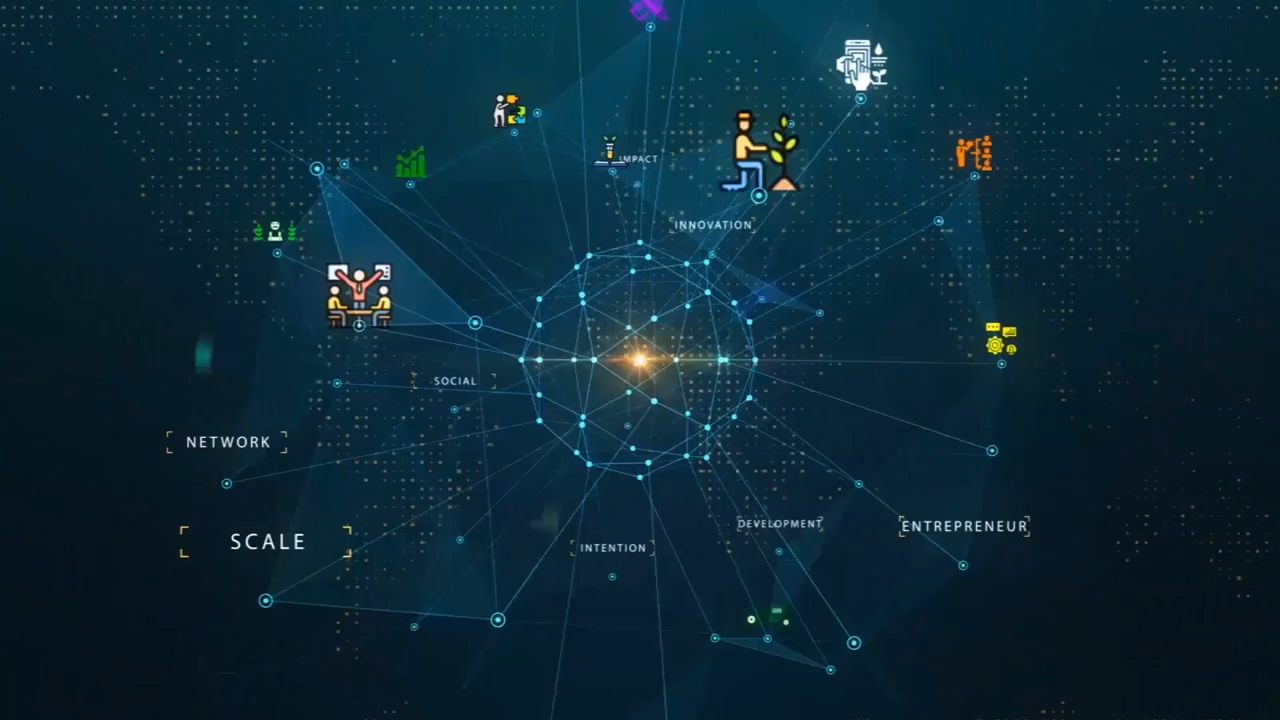 IMPACT
INNOVATION
SOCIAL
NETWORK
DEVELOPMENT
ENTREPRENEUR
SCALE
INTENTION